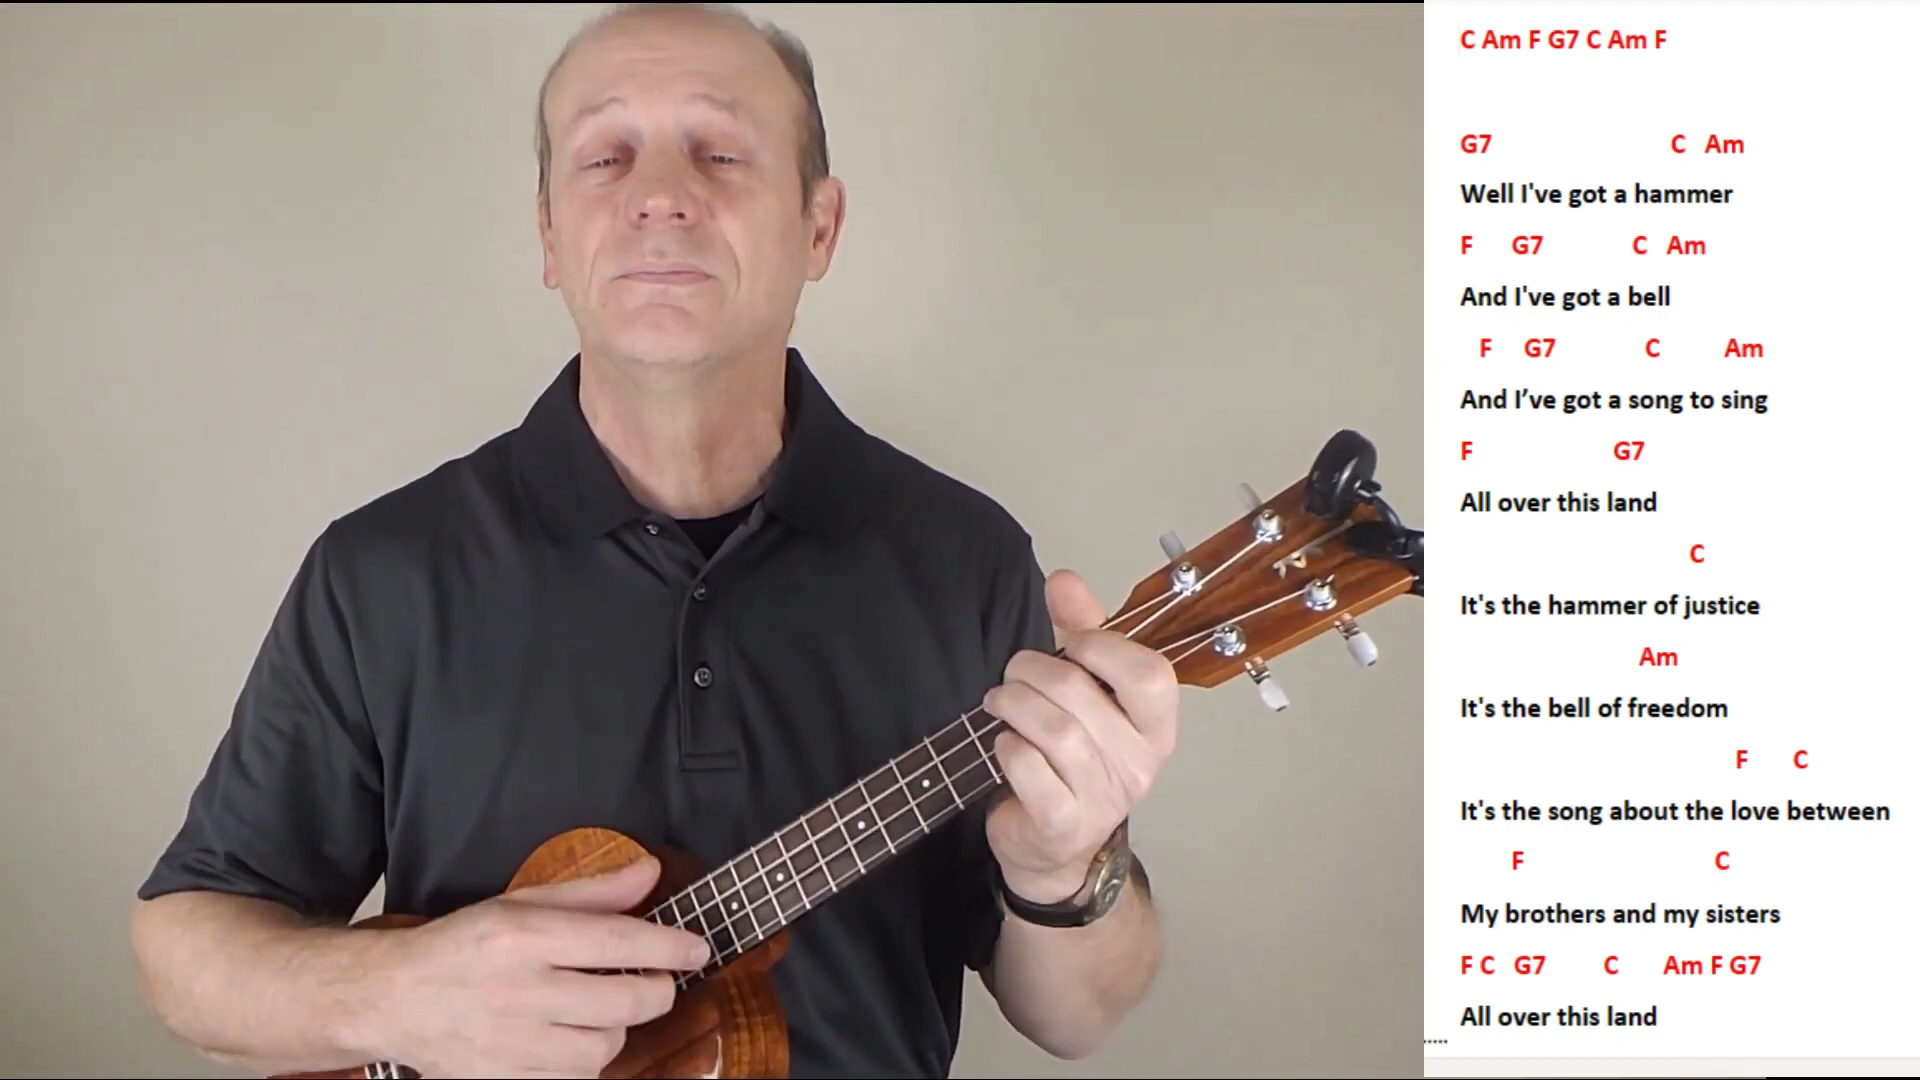 C Am F G7 C Am F
G7 C Am
Well I've got a hammer
F G7 C Am
And I've got a bell
F G7 C Am
And I’ve got a song to sing
F G7
All over this land
C
It's the hammer of justice
Am
It's the bell of freedom
F C
It's the song about the love between
F C
My brothers and my sisters
F C G7 C Am F G7
All over this land